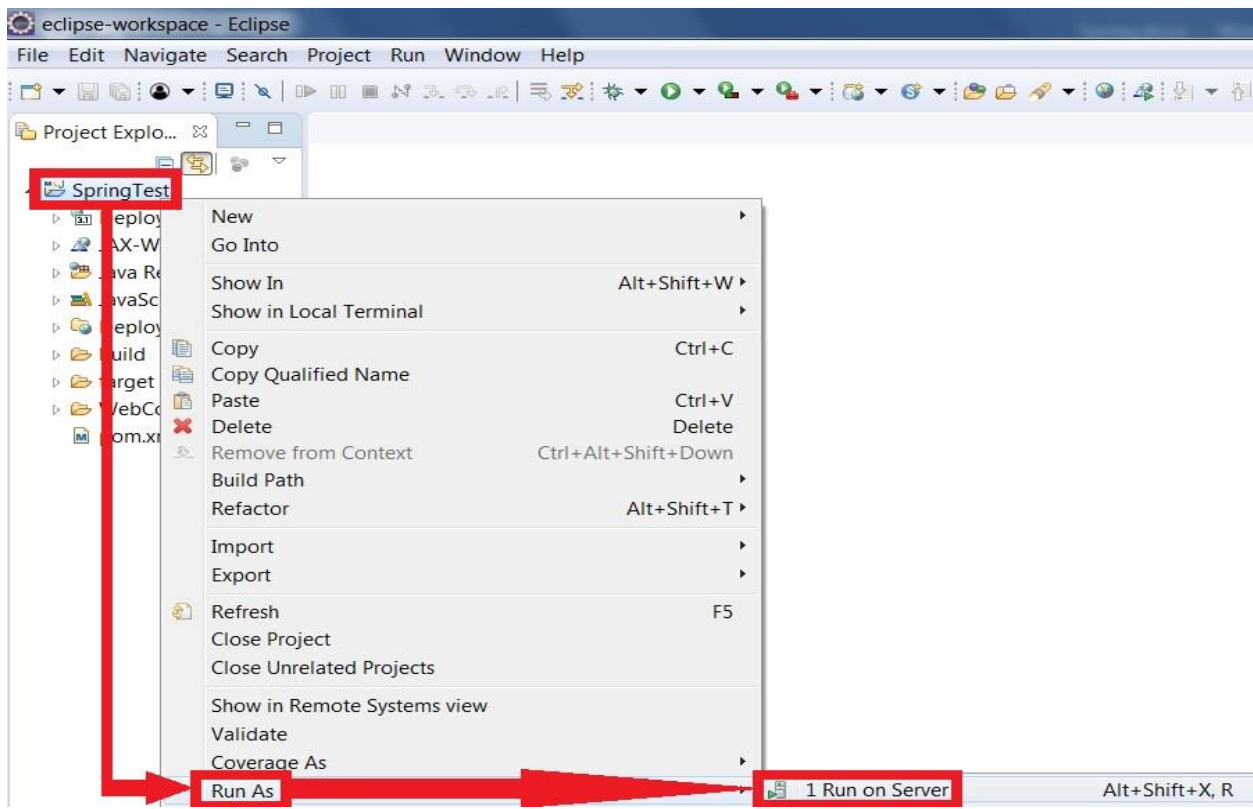 eclipse-workspace - Eclipse
File Edit Navigate Search Project Run Window Help
Project Explo...
SpringTest
New
Go Into
Show In Alt+Shift+W
Show in Local Terminal
Copy Ctrl+C
Copy Qualified Name
Paste Ctrl+V
Delete Delete
Remove from Context Ctrl+Alt+Shift+Down
Build Path
Refactor Alt+Shift+T
Import
Export
Refresh F5
Close Project
Close Unrelated Projects
Show in Remote Systems view
Validate
Coverage As
Run As
1 Run on Server Alt+Shift+X, R